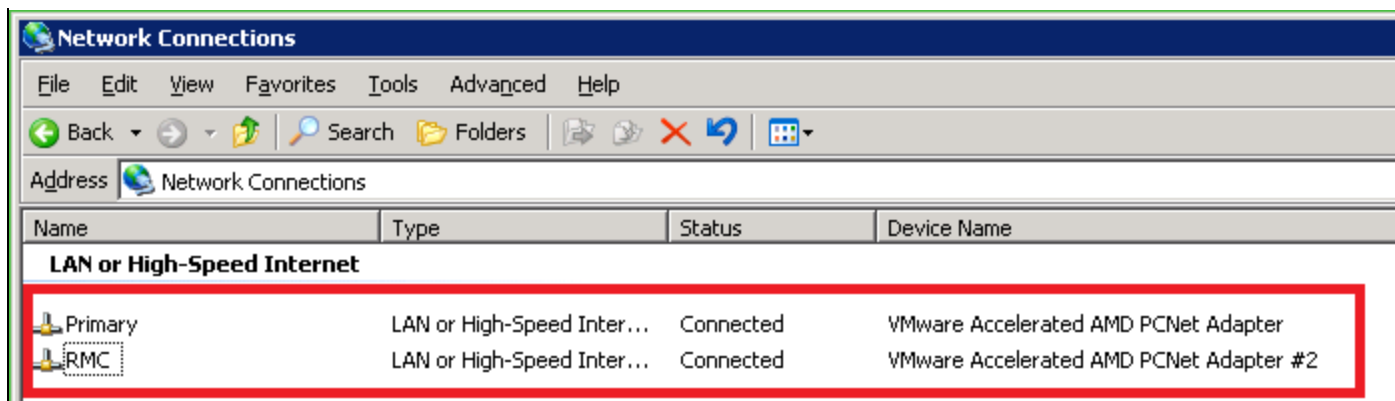 Network Connections
File Edit View Favorites Tools Advanced Help
Back Search Folders
Address Network Connections
Name Type Status Device Name
LAN or High-Speed Internet
Primary LAN or High-Speed Inter... Connected VMware Accelerated AMD PCNet Adapter
RMC LAN or High-Speed Inter... Connected VMware Accelerated AMD PCNet Adapter #2